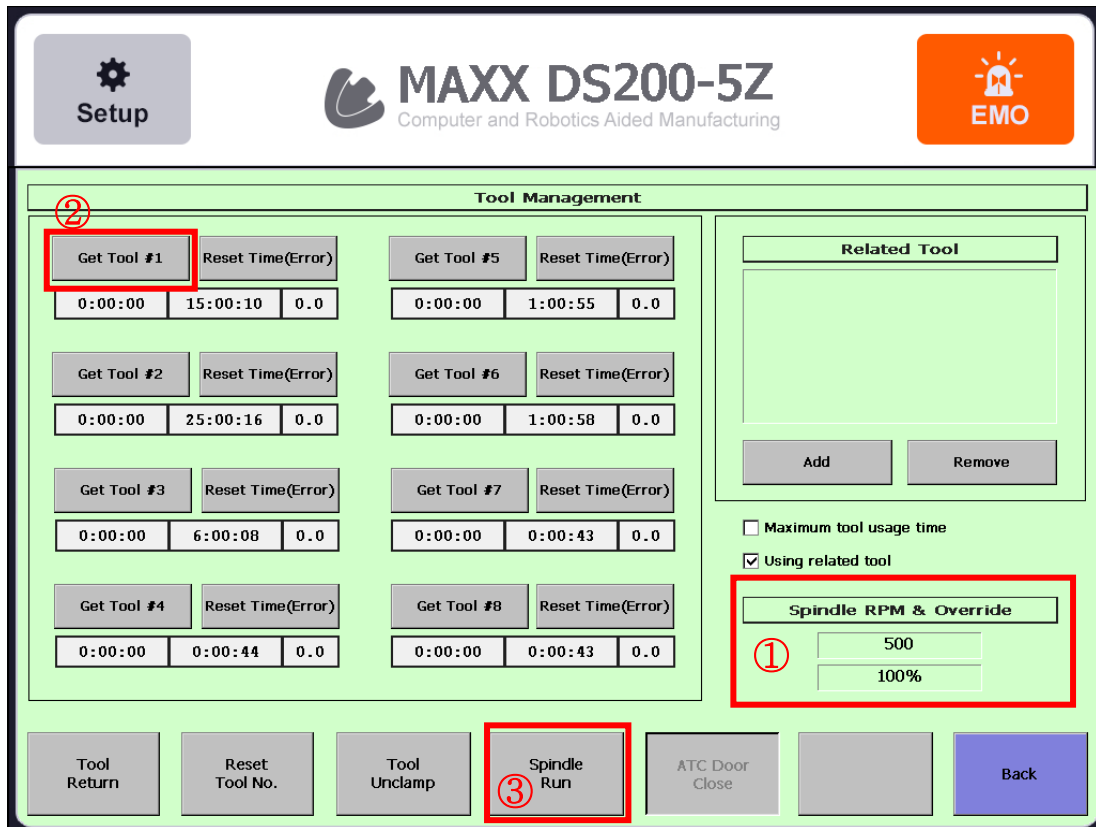 Setup
MAXX DS200-5Z
Computer and Robotics Aided Manufacturing
EMO
Tool Management
②
Get Tool #1 Reset Time(Error) Get Tool #5 Reset Time(Error)
0:00:00 15:00:10 0.0 0:00:00 1:00:55 0.0
Get Tool #2 Reset Time(Error) Get Tool #6 Reset Time(Error)
0:00:00 25:00:16 0.0 0:00:00 1:00:58 0.0
Get Tool #3 Reset Time(Error) Get Tool #7 Reset Time(Error)
0:00:00 6:00:08 0.0 0:00:00 0:00:43 0.0
Get Tool #4 Reset Time(Error) Get Tool #8 Reset Time(Error)
0:00:00 0:00:44 0.0 0:00:00 0:00:43 0.0
Related Tool
Add Remove
Maximum tool usage time
Using related tool
Spindle RPM & Override
①
500
100%
Tool
Return
Reset
Tool No.
Tool
Unclamp
Spindle
Run
③
ATC Door
Close
Back